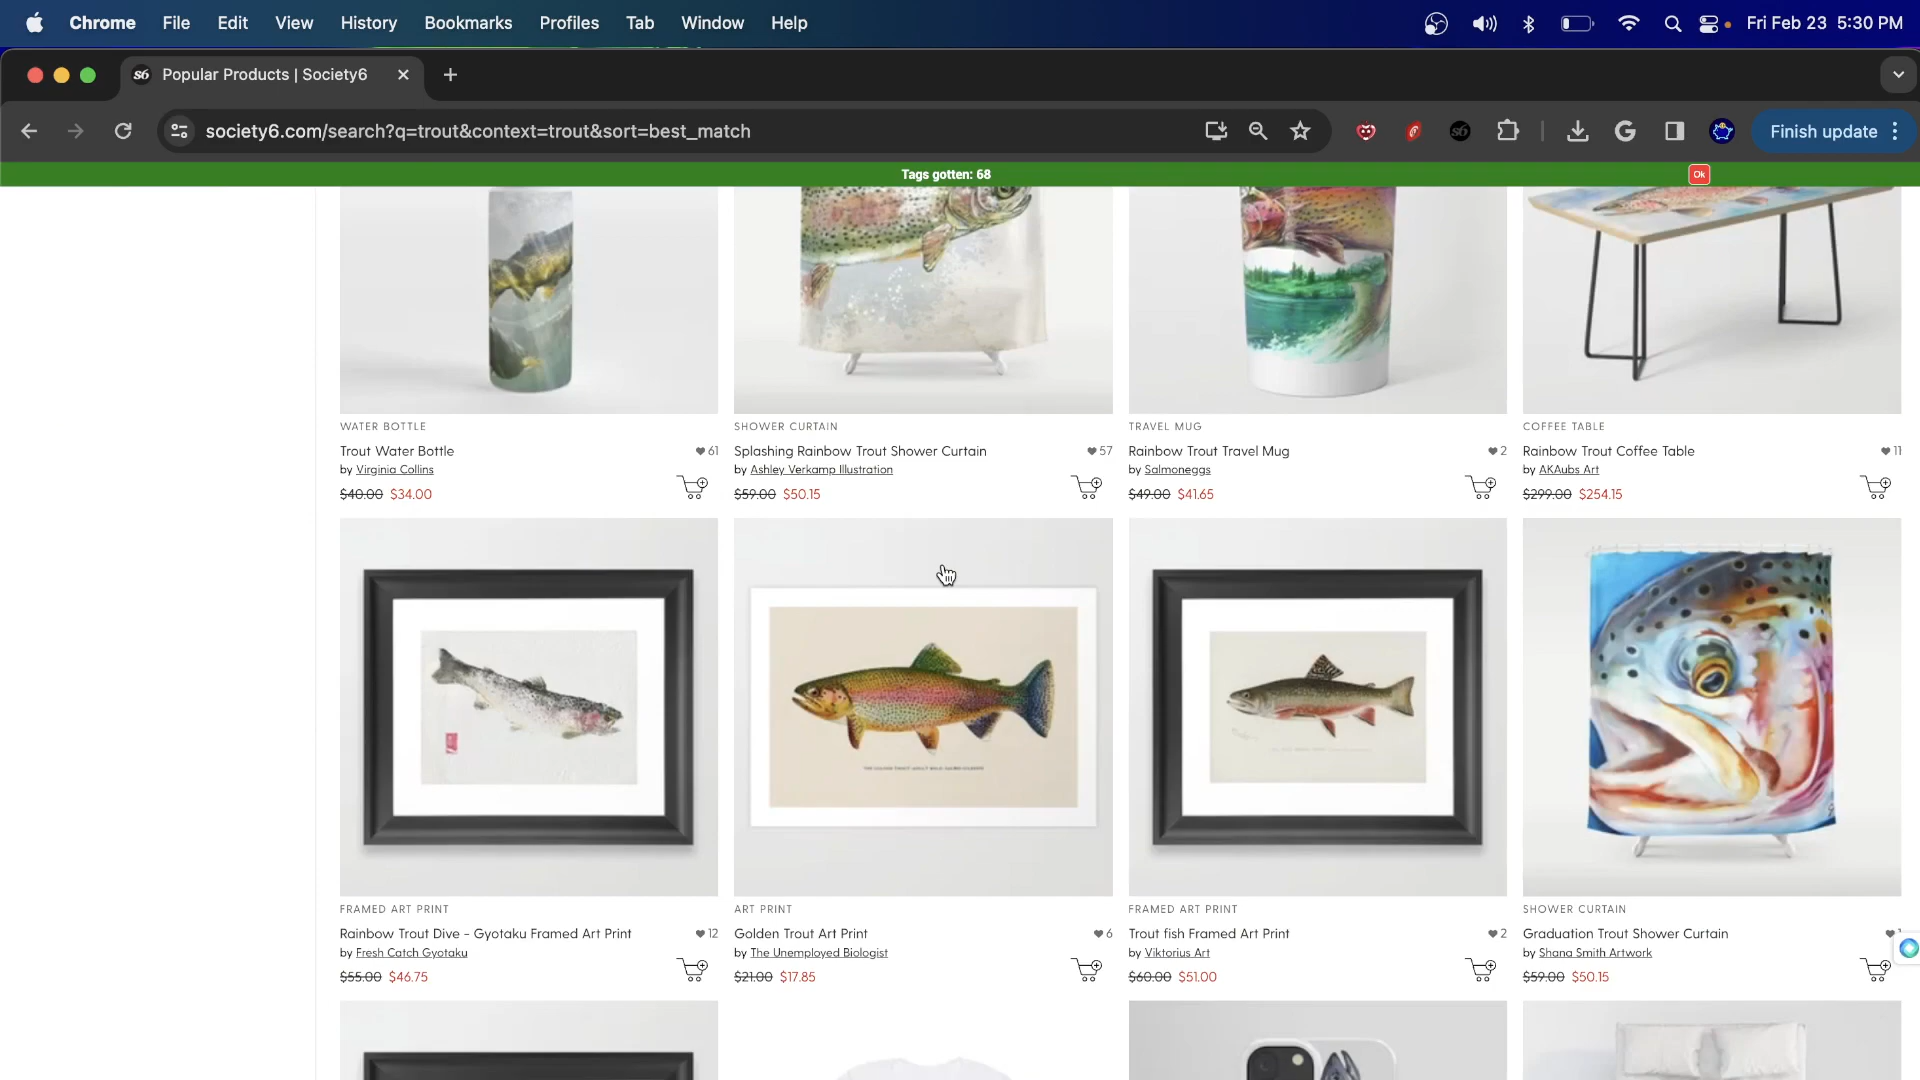 Chrome File Edit View History Bookmarks Profiles Tab Window Help Fri Feb 23 5:30 PM
s6 Popular Products | Society6
society6.com/search?q=trout&context=trout&sort=best_match s6 Finish update
Tags gotten: 68 Ok
WATER BOTTLE
Trout Water Bottle 61
by Virginia Collins
$40.00 $34.00
SHOWER CURTAIN
Splashing Rainbow Trout Shower Curtain 57
by Ashley Verkamp Illustration
$59.00 $50.15
TRAVEL MUG
Rainbow Trout Travel Mug 2
by Salmoneggs
$49.00 $41.65
COFFEE TABLE
Rainbow Trout Coffee Table 11
by AKAubs Art
$299.00 $254.15
FRAMED ART PRINT
Rainbow Trout Dive - Gyotaku Framed Art Print 12
by Fresh Catch Gyotaku
$55.00 $46.75
ART PRINT
Golden Trout Art Print 6
by The Unemployed Biologist
$21.00 $17.85
FRAMED ART PRINT
Trout fish Framed Art Print 2
by Viktorius Art
$60.00 $51.00
SHOWER CURTAIN
Graduation Trout Shower Curtain
by Shana Smith Artwork
$59.00 $50.15